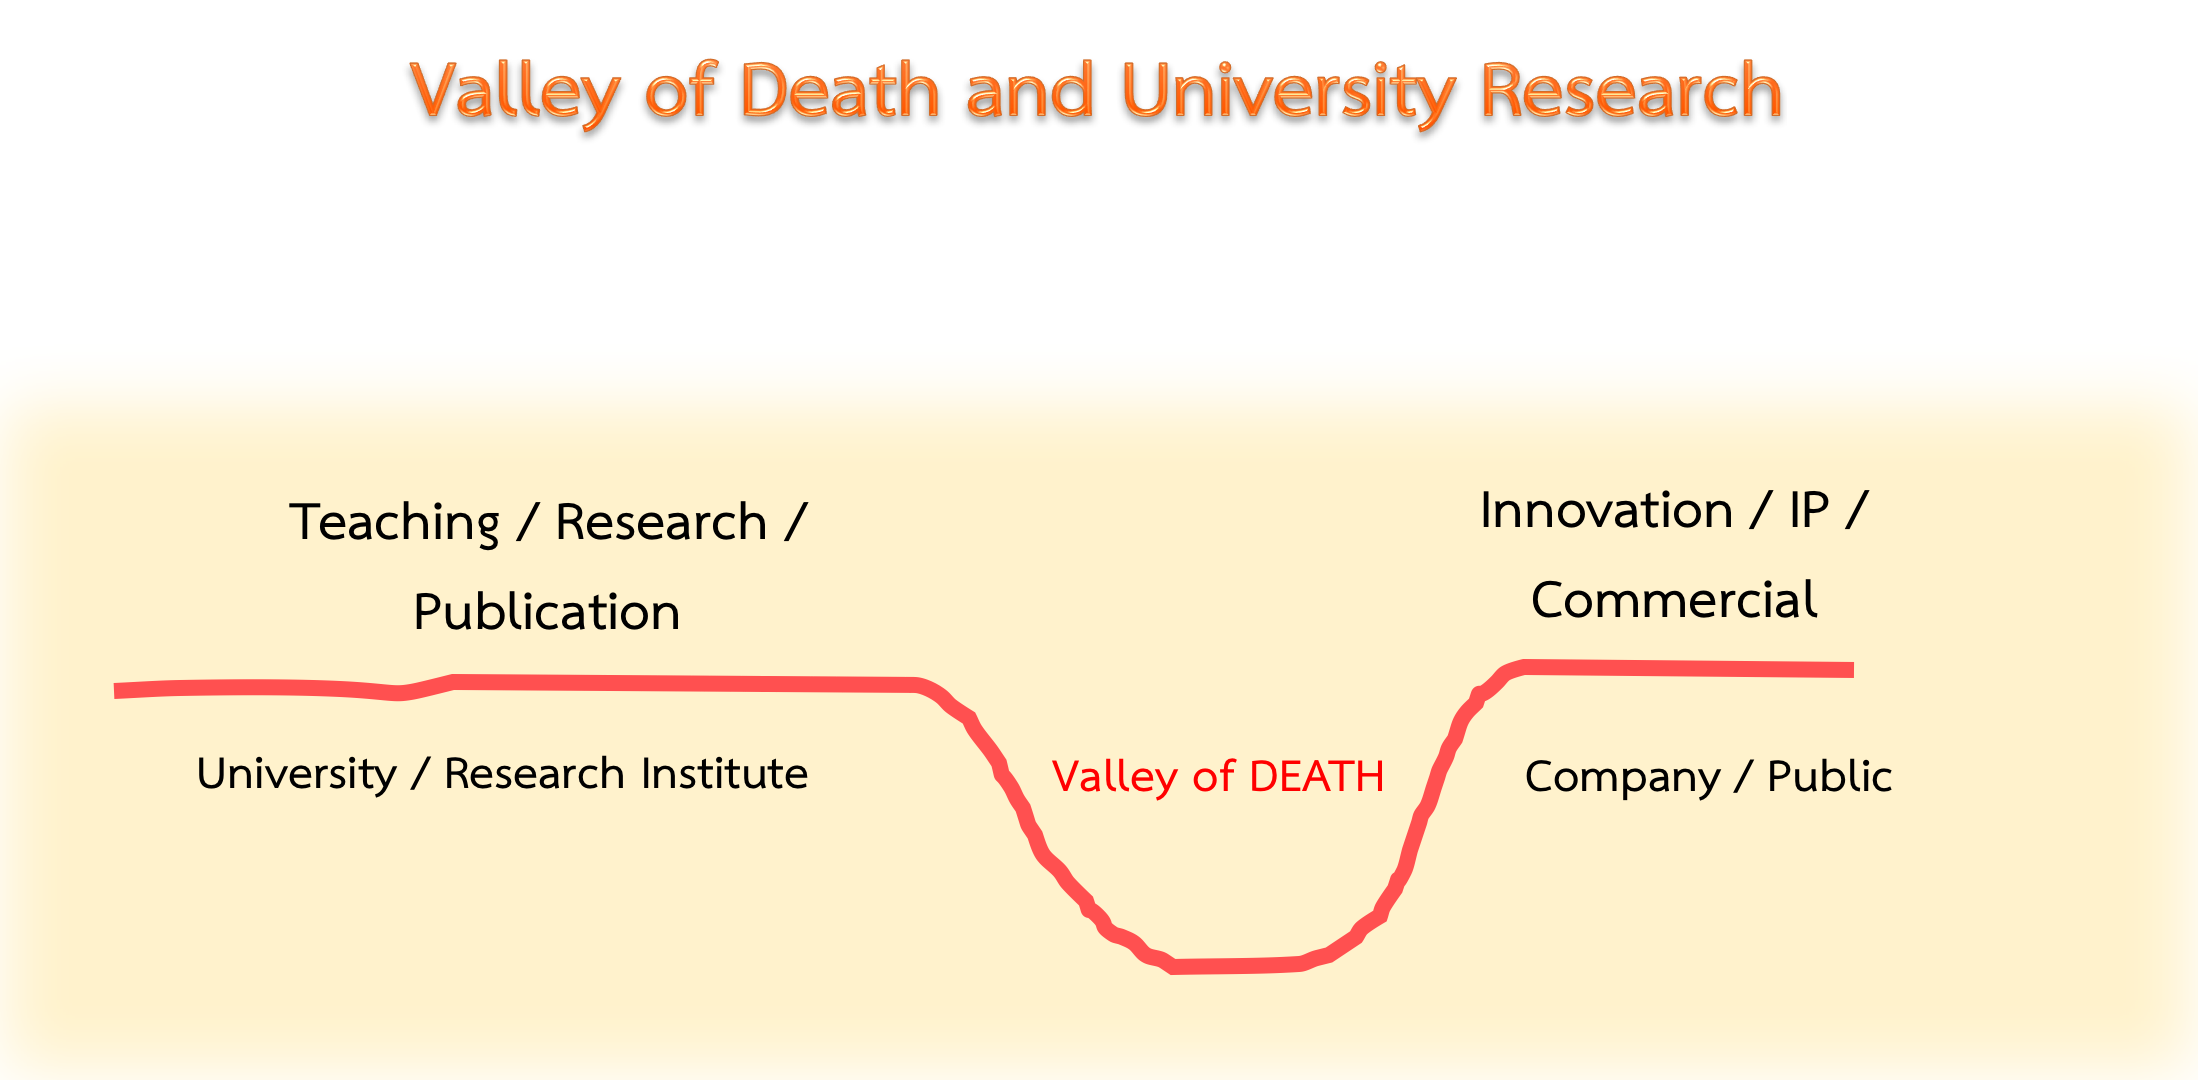 Valley of Death and University Research
Teaching / Research /
Publication
Innovation / IP /
Commercial
University / Research Institute
Valley of DEATH
Company / Public